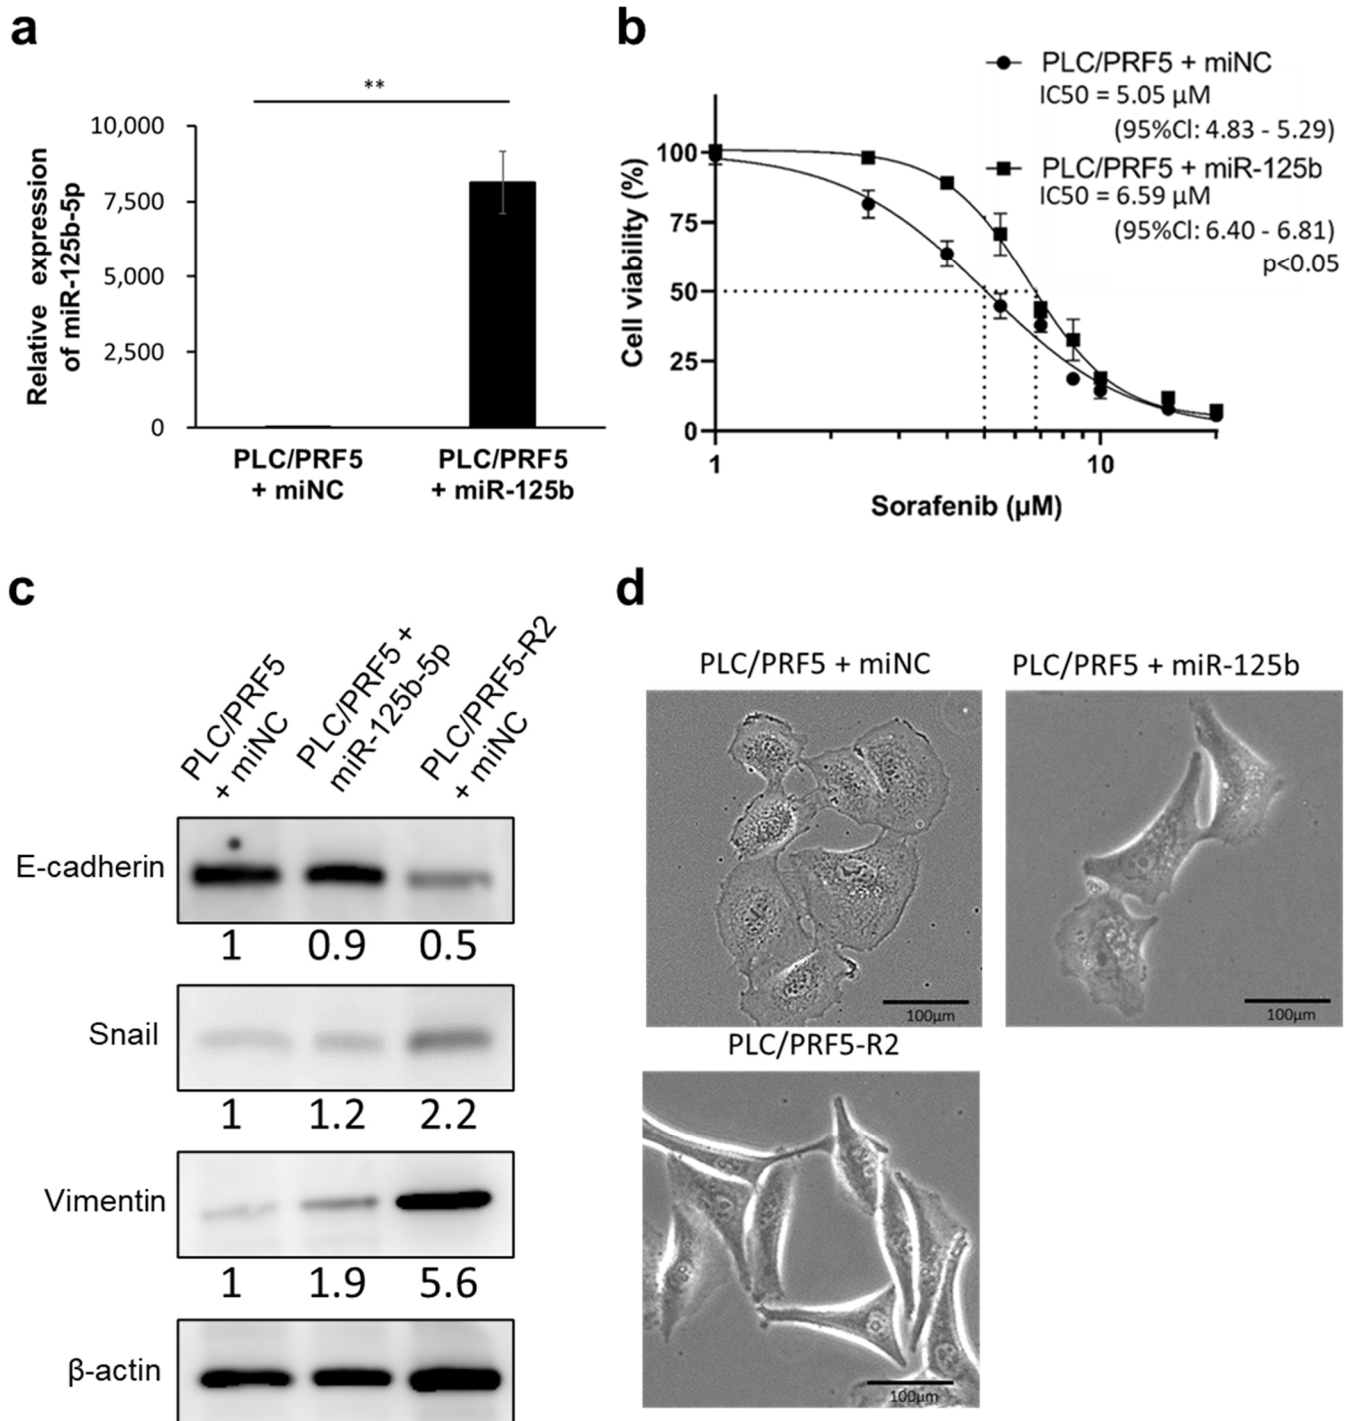 a
**
10,000
7,500
5,000
2,500
0
Relative expression
of miR-125b-5p
PLC/PRF5
+ miNC
PLC/PRF5
+ miR-125b
b
PLC/PRF5 + miNC
IC50 = 5.05 µM
(95%Cl: 4.83 - 5.29)
PLC/PRF5 + miR-125b
IC50 = 6.59 µM
(95%Cl: 6.40 - 6.81)
p<0.05
100
75
50
25
0
Cell viability (%)
1
10
Sorafenib (µM)
c
PLC/PRF5
+ miNC
PLC/PRF5 +
miR-125b-5p
PLC/PRF5-R2
+ miNC
E-cadherin
1 0.9 0.5
Snail
1 1.2 2.2
Vimentin
1 1.9 5.6
β-actin
d
PLC/PRF5 + miNC
100µm
PLC/PRF5 + miR-125b
100µm
PLC/PRF5-R2
100µm